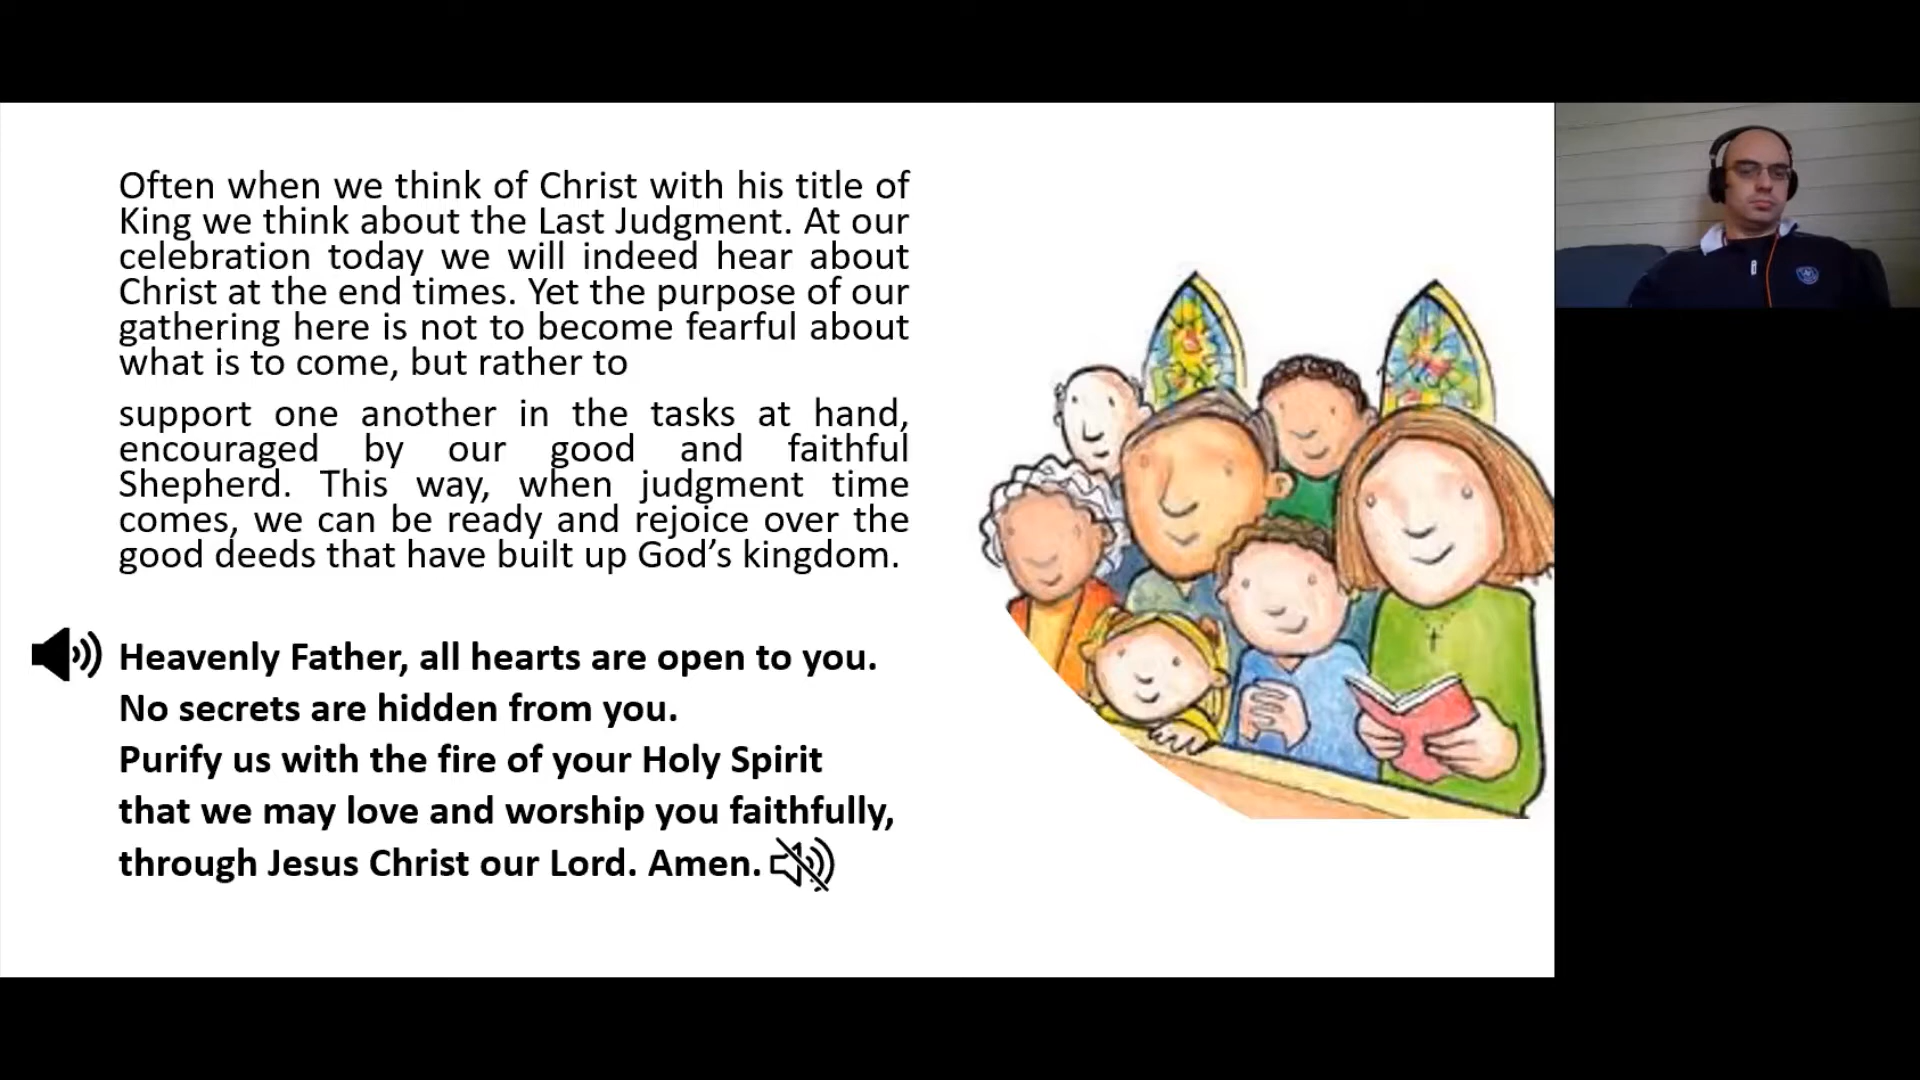 Often when we think of Christ with his title of
King we think about the Last Judgment. At our
celebration today we will indeed hear about
Christ at the end times. Yet the purpose of our
gathering here is not to become fearful about
what is to come, but rather to
support one another in the tasks at hand,
encouraged by our good and faithful
Shepherd. This way, when judgment time
comes, we can be ready and rejoice over the
good deeds that have built up God’s kingdom.
Heavenly Father, all hearts are open to you.
No secrets are hidden from you.
Purify us with the fire of your Holy Spirit
that we may love and worship you faithfully,
through Jesus Christ our Lord. Amen.